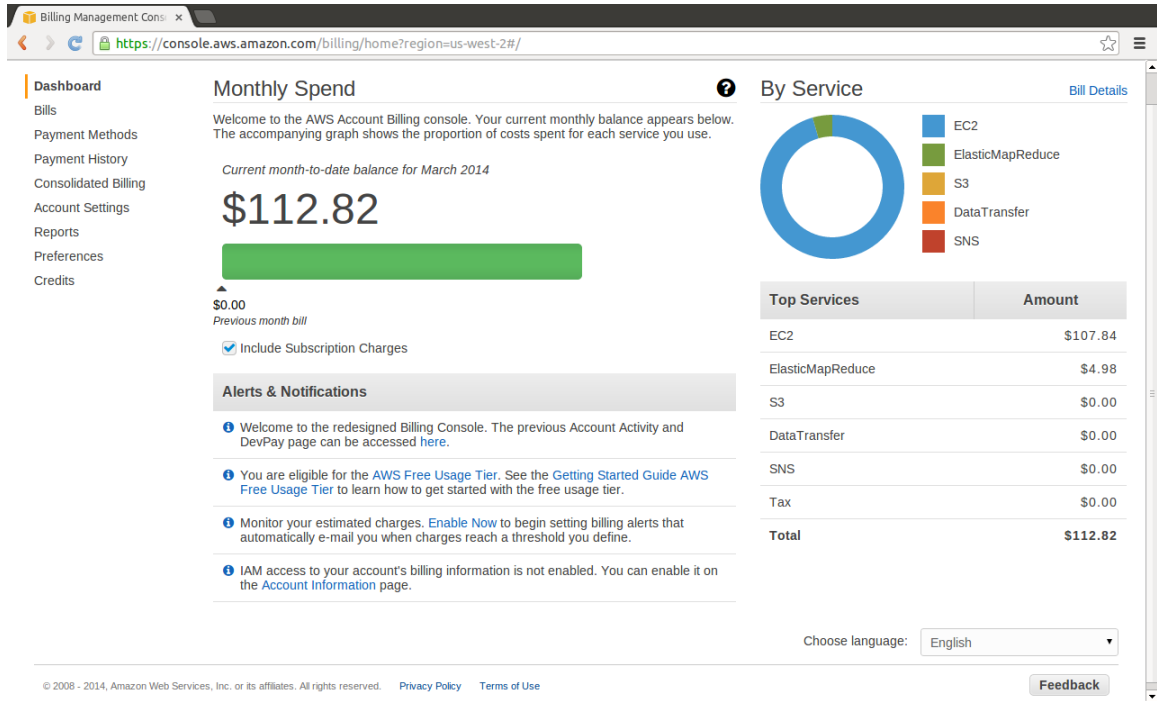 Billing Management Cons
https://console.aws.amazon.com/billing/home?region=us-west-2#/
Dashboard
Bills
Payment Methods
Payment History
Consolidated Billing
Account Settings
Reports
Preferences
Credits
Monthly Spend
Welcome to the AWS Account Billing console. Your current monthly balance appears below.
The accompanying graph shows the proportion of costs spent for each service you use.
Current month-to-date balance for March 2014
$112.82
$0.00
Previous month bill
Include Subscription Charges
Alerts & Notifications
Welcome to the redesigned Billing Console. The previous Account Activity and
DevPay page can be accessed here.
You are eligible for the AWS Free Usage Tier. See the Getting Started Guide AWS
Free Usage Tier to learn how to get started with the free usage tier.
Monitor your estimated charges. Enable Now to begin setting billing alerts that
automatically e-mail you when charges reach a threshold you define.
IAM access to your account's billing information is not enabled. You can enable it on
the Account Information page.
By Service
Bill Details
EC2
ElasticMapReduce
S3
DataTransfer
SNS
Top Services Amount
EC2 $107.84
ElasticMapReduce $4.98
S3 $0.00
DataTransfer $0.00
SNS $0.00
Tax $0.00
Total $112.82
Choose language: English
© 2008 - 2014, Amazon Web Services, Inc. or its affiliates. All rights reserved. Privacy Policy Terms of Use
Feedback